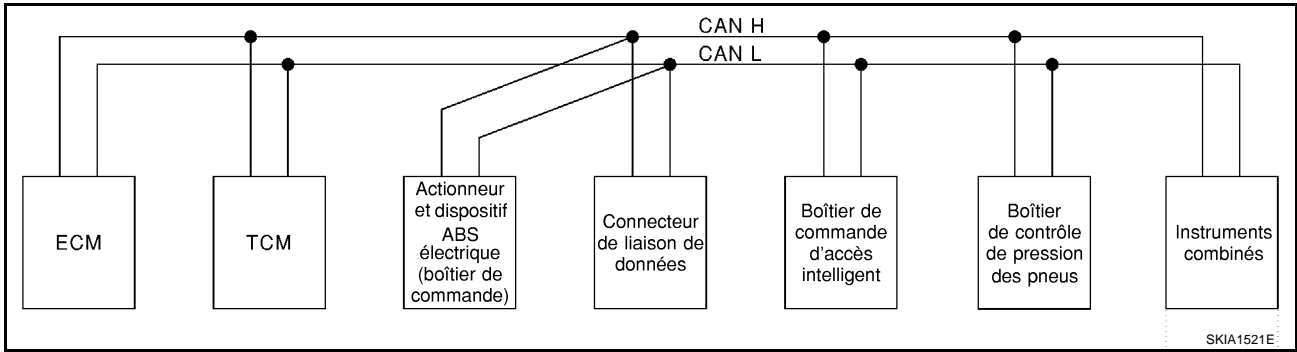 CAN H
CAN L
ECM
TCM
Actionneur
et dispositif
ABS
électrique
(boîtier de
commande)
Connecteur
de liaison de
données
Boîtier de
commande
d'accès
intelligent
Boîtier
de contrôle
de pression
des pneus
Instruments
combinés
SKIA1521E